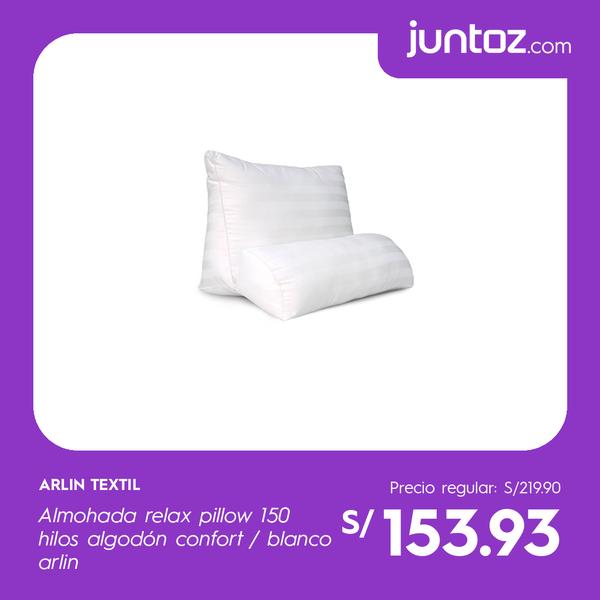 juntoz.com
ARLIN TEXTIL
Almohada relax pillow 150
hilos algodón confort / blanco
arlin
Precio regular: S/219.90
S/ 153.93